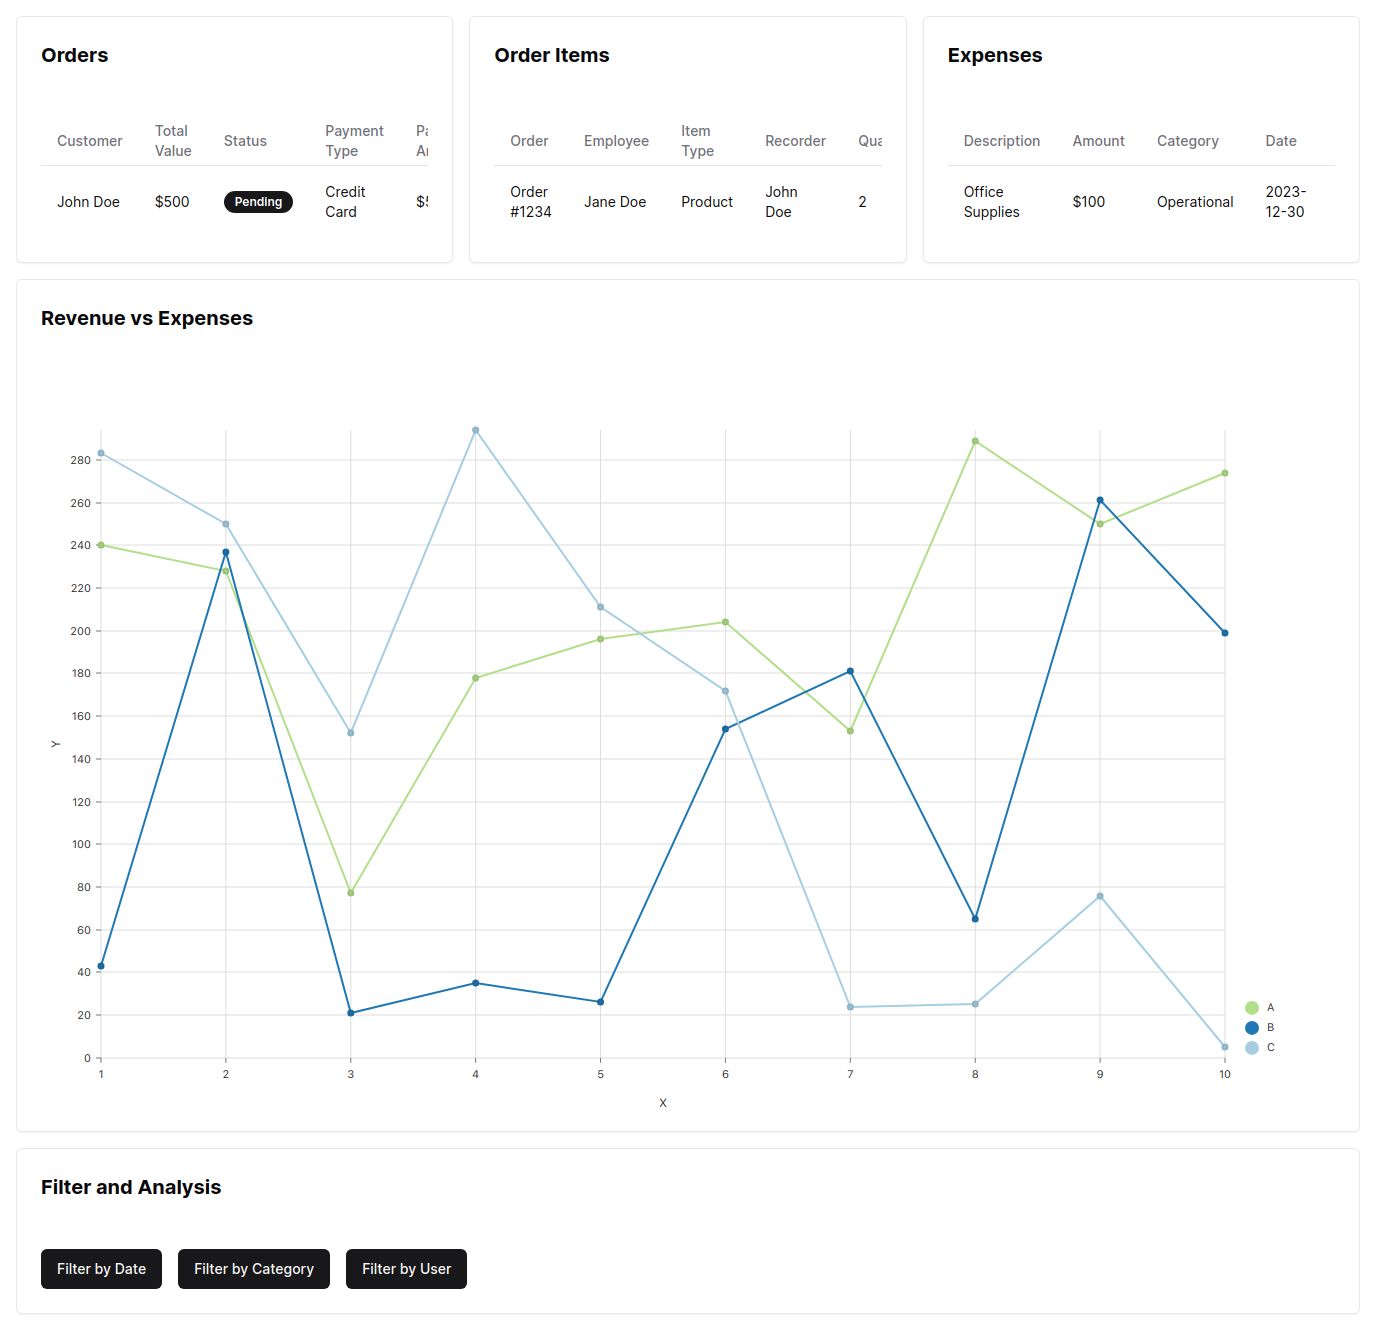 Orders
Customer Total Value Status Payment Type
John Doe $500 Pending Credit Card
Order Items
Order Employee Item Type Recorder
Order #1234 Jane Doe Product John Doe 2
Expenses
Description Amount Category Date
Office Supplies $100 Operational 2023-12-30
Revenue vs Expenses
280
260
240
220
200
180
160
140
120
100
80
60
40
20
0
Y
1 2 3 4 5 6 7 8 9 10
X
A
B
C
Filter and Analysis
Filter by Date Filter by Category Filter by User